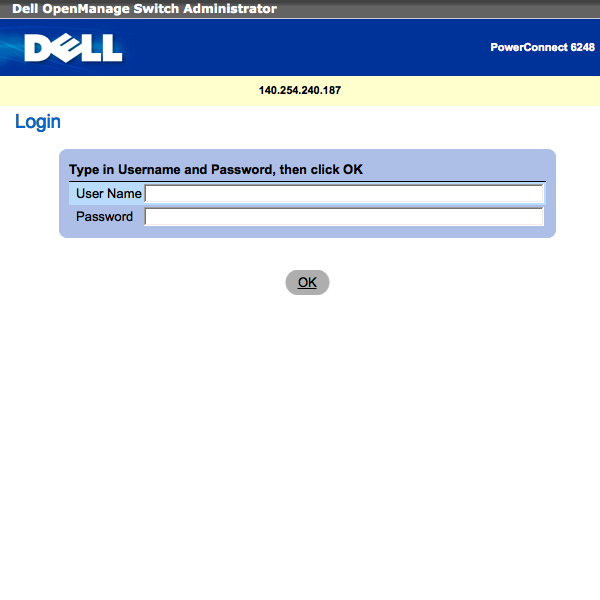 Dell OpenManage Switch Administrator
DELL
PowerConnect 6248
140.254.240.187
Login
Type in Username and Password, then click OK
User Name
Password
OK